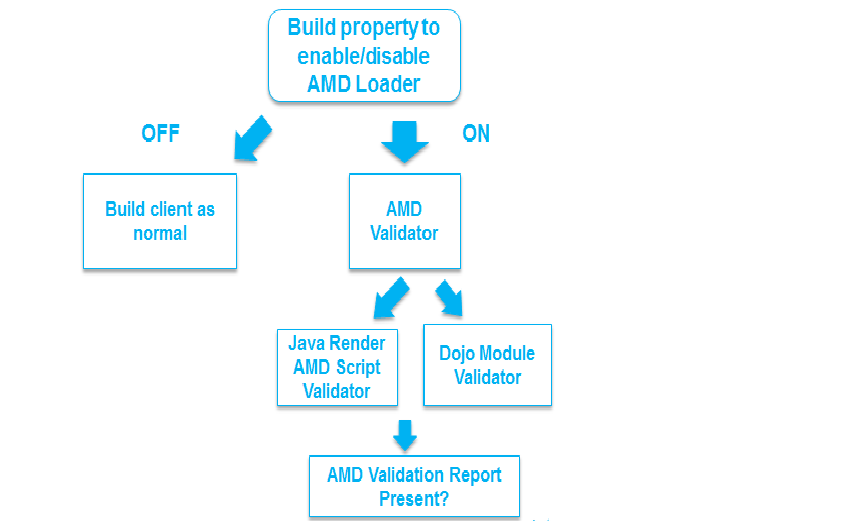 Build property to
enable/disable
AMD Loader
OFF
ON
Build client as
normal
AMD
Validator
Java Render
AMD Script
Validator
Dojo Module
Validator
AMD Validation Report
Present?